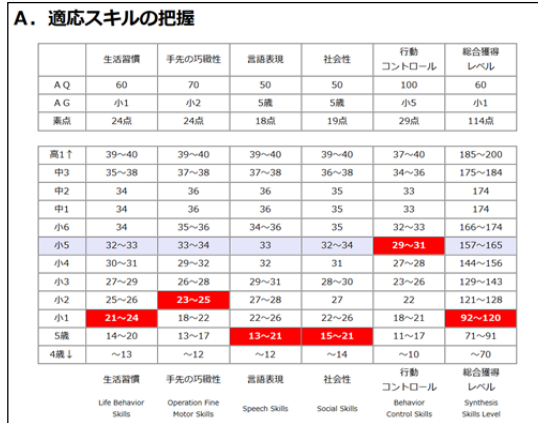 A．適応スキルの把握
生活習慣 手先の巧緻性 言語表現 社会性 行動コントロール 総合獲得レベル
AQ 60 70 50 50 100 60
AG 小1 小2 5歳 5歳 小5 小1
素点 24点 24点 18点 19点 29点 114点
高1↑ 39～40 39～40 39～40 39～40 37～40 185～200
中3 35～38 37～38 37～38 36～38 34～36 175～184
中2 34 36 36 35 33 174
中1 34 36 36 35 33 174
小6 34 35～36 34～36 35 32～33 166～174
小5 32～33 33～34 33 32～34 29～31 157～165
小4 30～31 29～32 32 31 27～28 144～156
小3 27～29 26～28 29～31 28～30 23～26 129～143
小2 25～26 23～25 27～28 27 22 121～128
小1 21～24 18～22 22～26 22～26 18～21 92～120
5歳 14～20 13～17 13～21 15～21 11～17 71～91
4歳↓ ～13 ～12 ～12 ～14 ～10 ～70
生活習慣 手先の巧緻性 言語表現 社会性 行動コントロール 総合獲得レベル
Life Behavior Skills Operation Fine Motor Skills Speech Skills Social Skills Behavior Control Skills Synthesis Skills Level